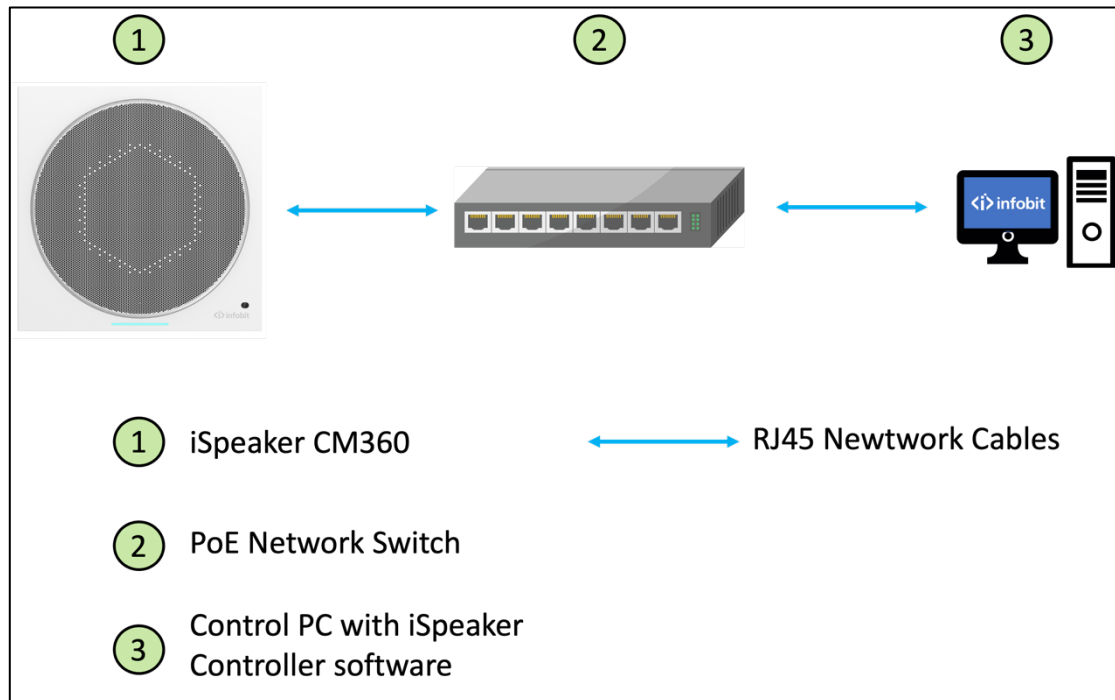 1
2
3
infobit
infobit
1 iSpeaker CM360
RJ45 Newtwork Cables
2 PoE Network Switch
3 Control PC with iSpeaker
Controller software